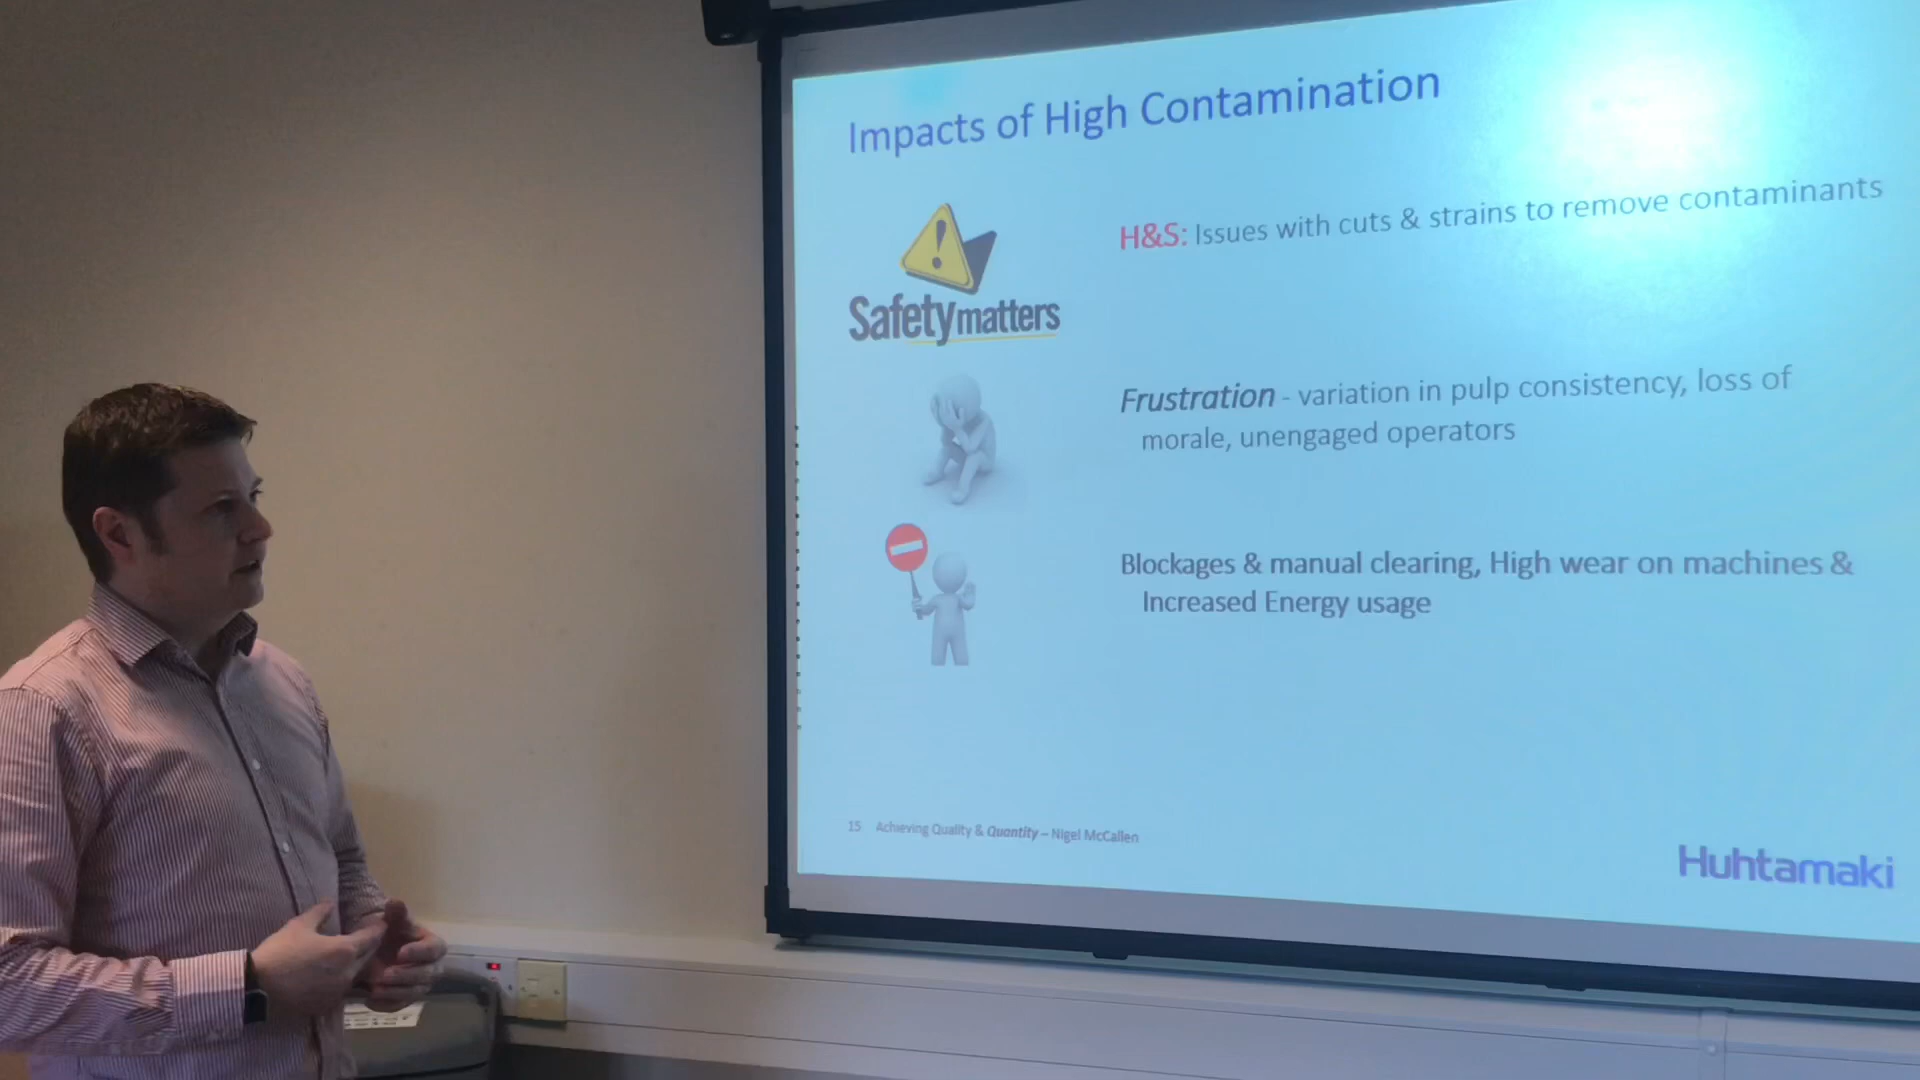 Impacts of High Contamination
H&S: Issues with cuts & strains to remove contaminants
Safetymatters
Frustration - variation in pulp consistency, loss of
morale, unengaged operators
Blockages & manual clearing, High wear on machines &
Increased Energy usage
15 Achieving Quality & Quantity – Nigel McCallen
Huhtamaki